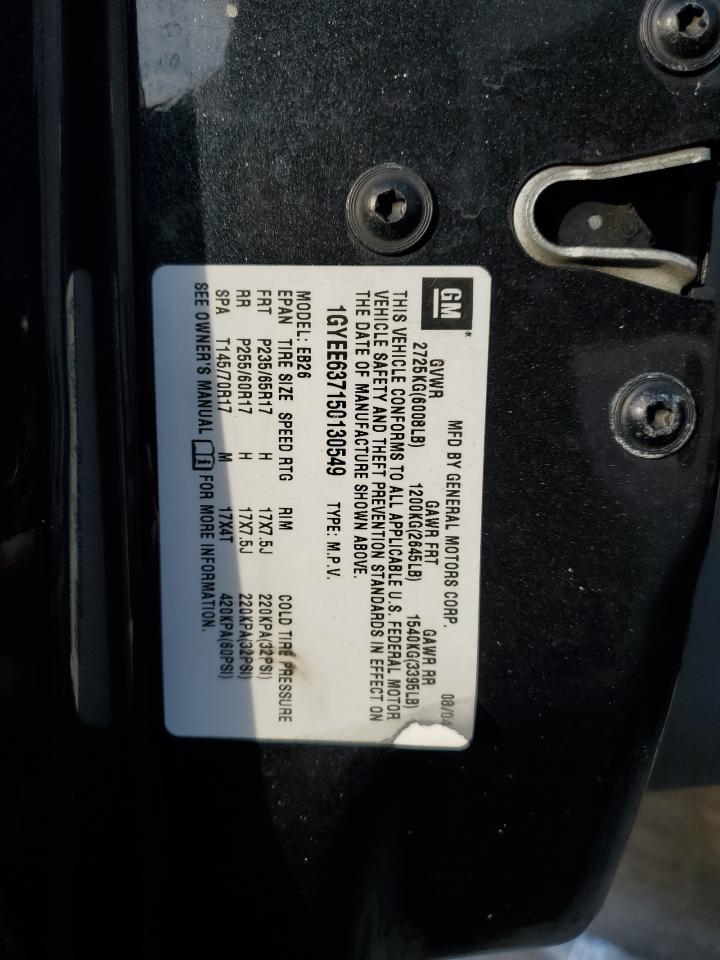 GM
MFD BY GENERAL MOTORS CORP. 08/04
GVWR GAWR FRT GAWR RR
2725KG(6008LB) 1200KG(2645LB) 1540KG(3395LB)
THIS VEHICLE CONFORMS TO ALL APPLICABLE U.S. FEDERAL MOTOR
VEHICLE SAFETY AND THEFT PREVENTION STANDARDS IN EFFECT ON
THE DATE OF MANUFACTURE SHOWN ABOVE.
1GYEE637150130549 TYPE: M.P.V.
MODEL: EB26
EPAN TIRE SIZE SPEED RTG RIM COLD TIRE PRESSURE
FRT P235/65R17 H 17X7.5J 220KPA(32PSI)
RR P255/60R17 H 17X7.5J 220KPA(32PSI)
SPA T145/70R17 M 17X4T 420KPA(60PSI)
SEE OWNER'S MANUAL FOR MORE INFORMATION.